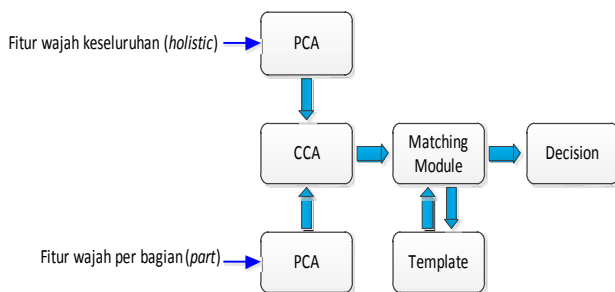 Fitur wajah keseluruhan (holistic)
PCA
CCA
Matching
Module
Decision
Fitur wajah per bagian (part)
PCA
Template